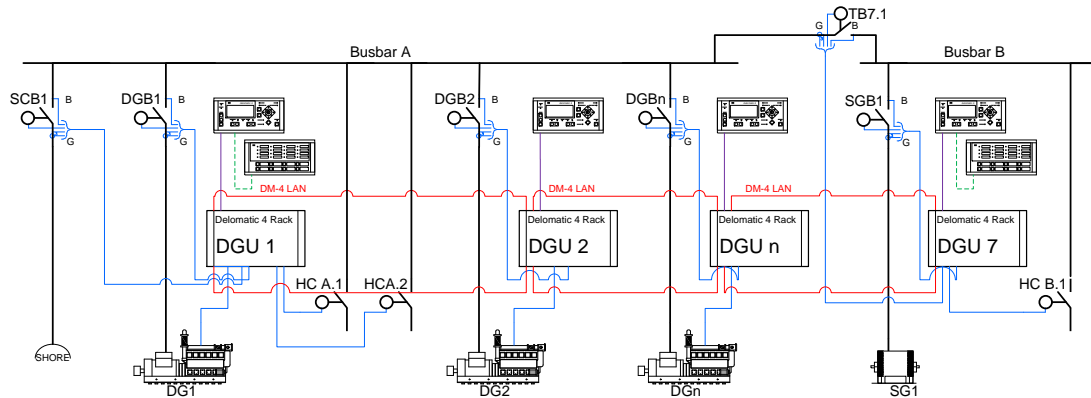 TB7.1
G
B
Busbar A
Busbar B
SCB1
B
G
DGB1
B
G
DGB2
B
G
DGBn
B
G
SGB1
B
G
DM-4 LAN
DM-4 LAN
DM-4 LAN
Delomatic 4 Rack
DGU 1
Delomatic 4 Rack
DGU 2
Delomatic 4 Rack
DGU n
Delomatic 4 Rack
DGU 7
HC A.1
HCA.2
HC B.1
SHORE
DG1
DG2
DGn
SG1